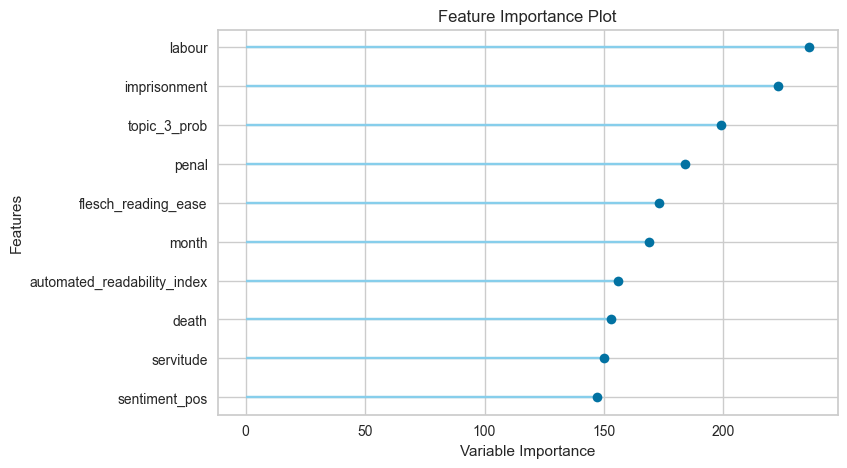 Feature Importance Plot
labour
imprisonment
topic_3_prob
penal
flesch_reading_ease
month
automated_readability_index
death
servitude
sentiment_pos
Features
0 50 100 150 200
Variable Importance